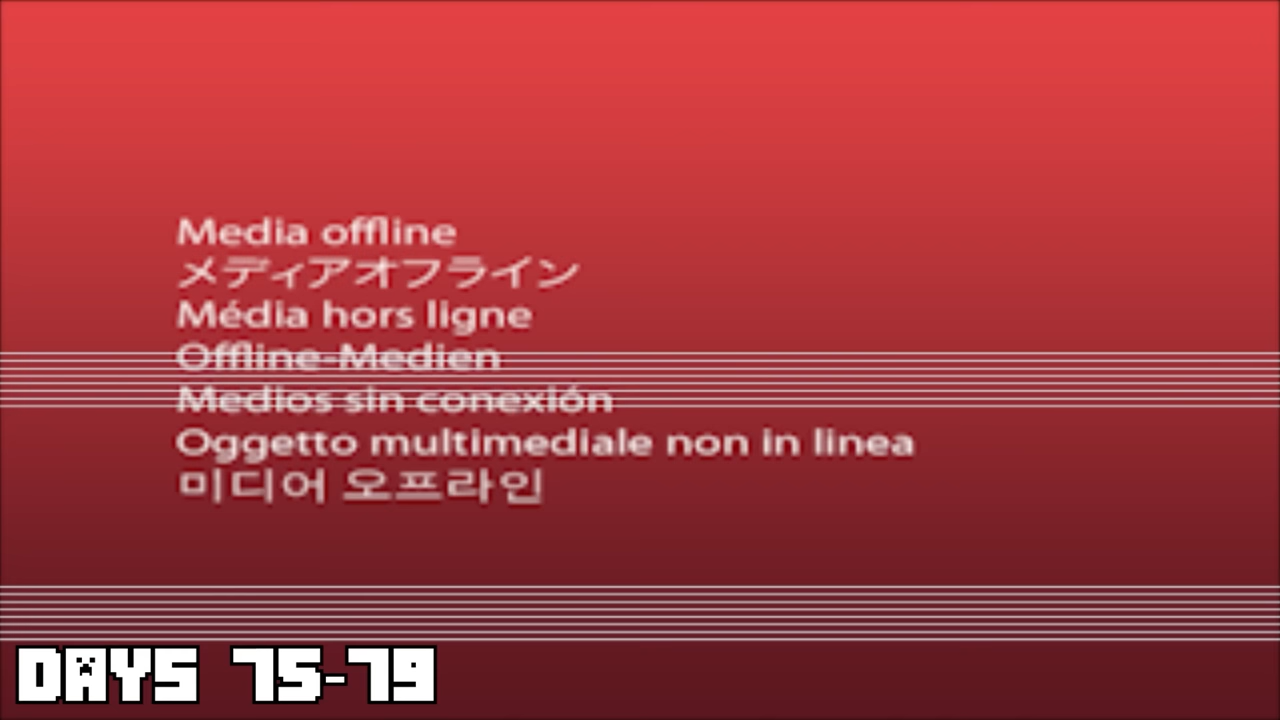 Media offline
メディアオフライン
Média hors ligne
Offline-Medien
Medios sin conexión
Oggetto multimediale non in linea
미디어 오프라인
DAYS 75-79